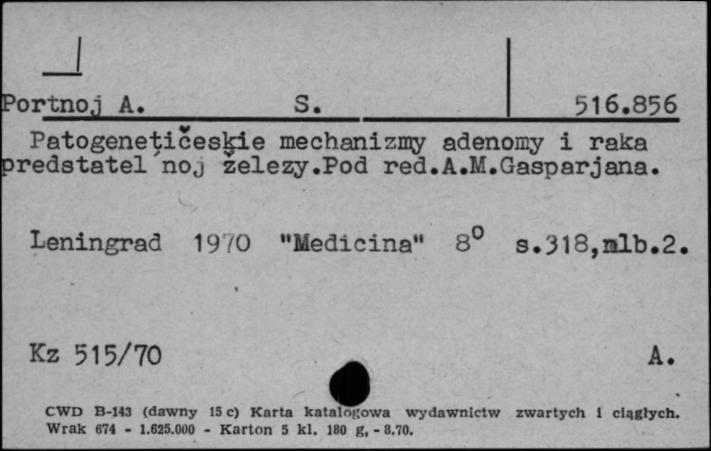 Portnoj A. S. 516.856
Patogenetičeskie mechanizmy adenomy i raka
predstatel'noj železy.Pod red.A.M.Gasparjana.
Leningrad 1970 "Medicina" 8° s.318,mlb.2.
Kz 515/70 A.
CWD B-143 (dawny 15 c) Karta katalogowa wydawnictw zwartych i ciągłych.
Wrak 674 - 1.625.000 - Karton 5 kl. 180 g, - 8.70.